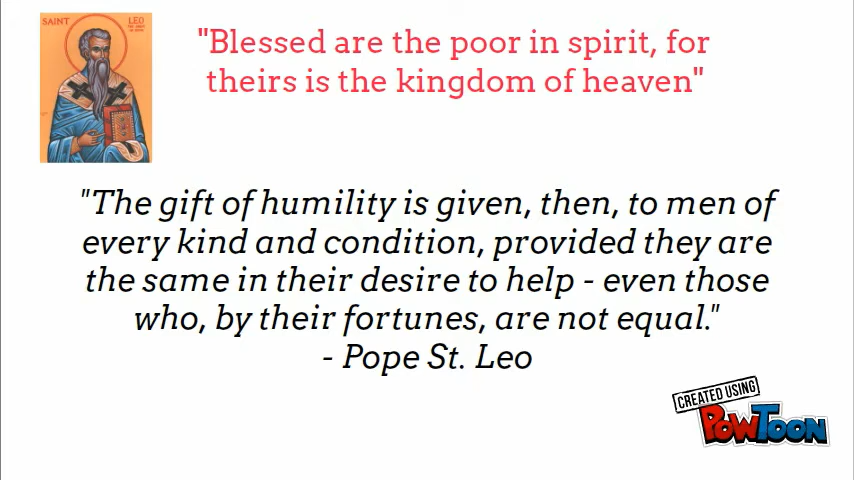 SAINT LEO
"Blessed are the poor in spirit, for
theirs is the kingdom of heaven"
"The gift of humility is given, then, to men of
every kind and condition, provided they are
the same in their desire to help - even those
who, by their fortunes, are not equal."
- Pope St. Leo
CREATED USING
PowToon